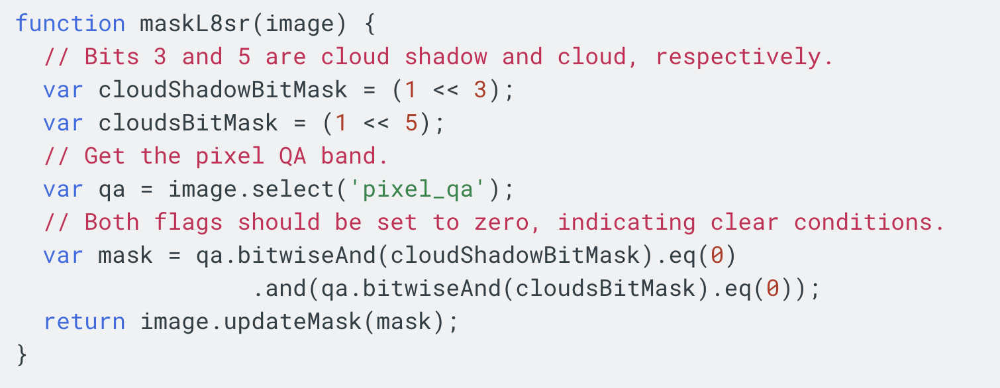 function maskL8sr(image) {
  // Bits 3 and 5 are cloud shadow and cloud, respectively.
  var cloudShadowBitMask = (1 << 3);
  var cloudsBitMask = (1 << 5);
  // Get the pixel QA band.
  var qa = image.select('pixel_qa');
  // Both flags should be set to zero, indicating clear conditions.
  var mask = qa.bitwiseAnd(cloudShadowBitMask).eq(0)
                 .and(qa.bitwiseAnd(cloudsBitMask).eq(0));
  return image.updateMask(mask);
}